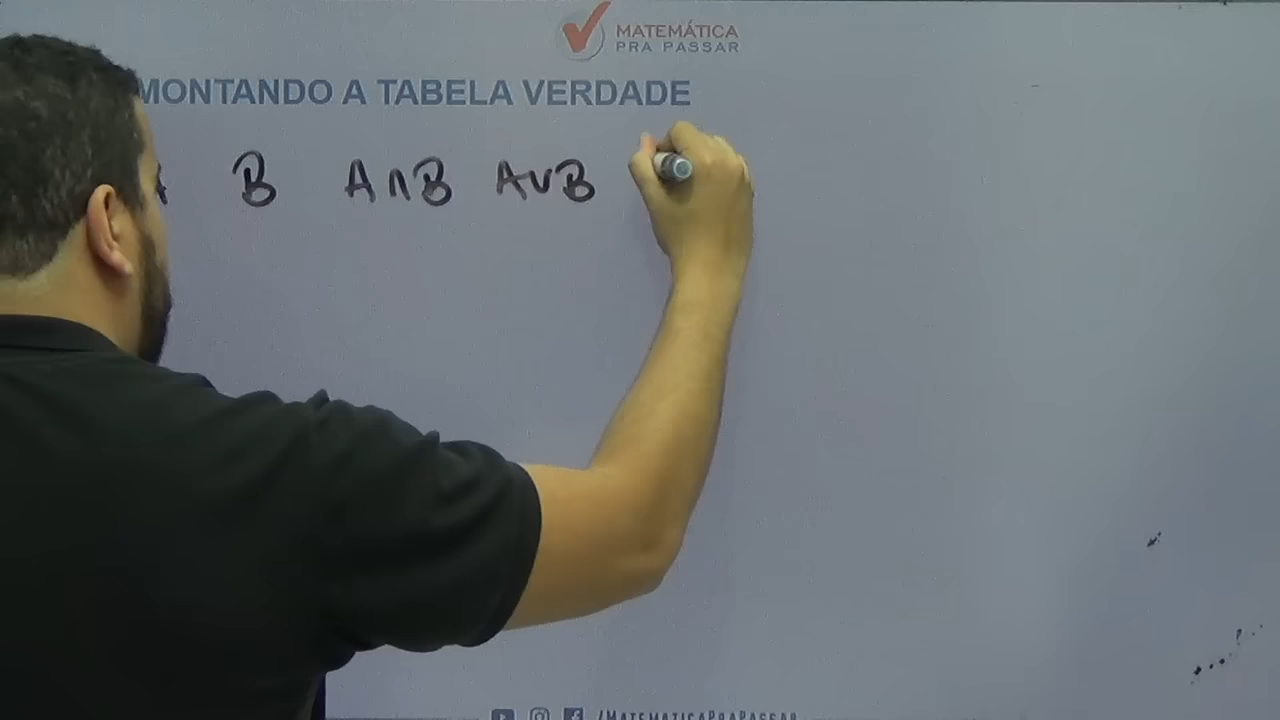 MATEMÁTICA
PRA PASSAR
MONTANDO A TABELA VERDADE
B A∧B A∨B
/MATEMATICAPRAPASSAR